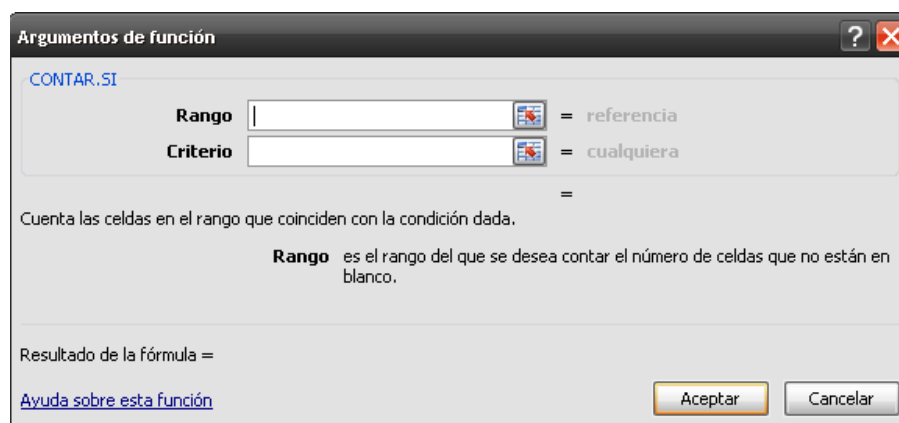 Argumentos de función
CONTAR.SI
Rango = referencia
Criterio = cualquiera
=
Cuenta las celdas en el rango que coinciden con la condición dada.
Rango es el rango del que se desea contar el número de celdas que no están en
blanco.
Resultado de la fórmula =
Ayuda sobre esta función Aceptar Cancelar